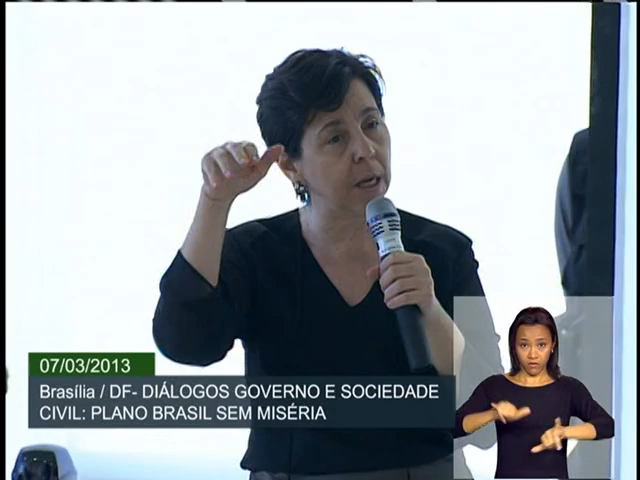 07/03/2013
Brasília / DF- DIÁLOGOS GOVERNO E SOCIEDADE
CIVIL: PLANO BRASIL SEM MISÉRIA